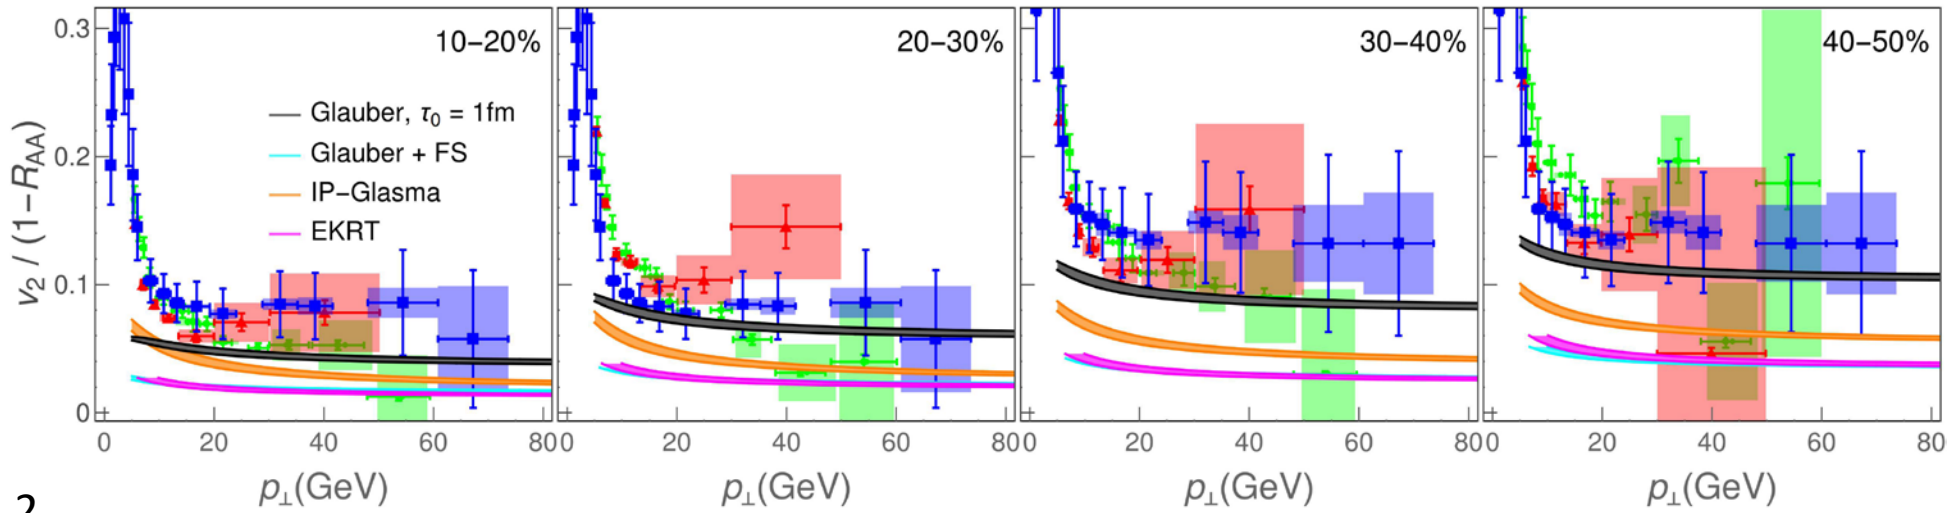 10−20%
20−30%
30−40%
40−50%
Glauber, τ₀ = 1fm
Glauber + FS
IP−Glasma
EKRT
v₂ / (1−R_AA)
0.3
0.2
0.1
0
0 20 40 60 80
0 20 40 60 80
0 20 40 60 80
0 20 40 60 80
p⊥(GeV)
p⊥(GeV)
p⊥(GeV)
p⊥(GeV)
2